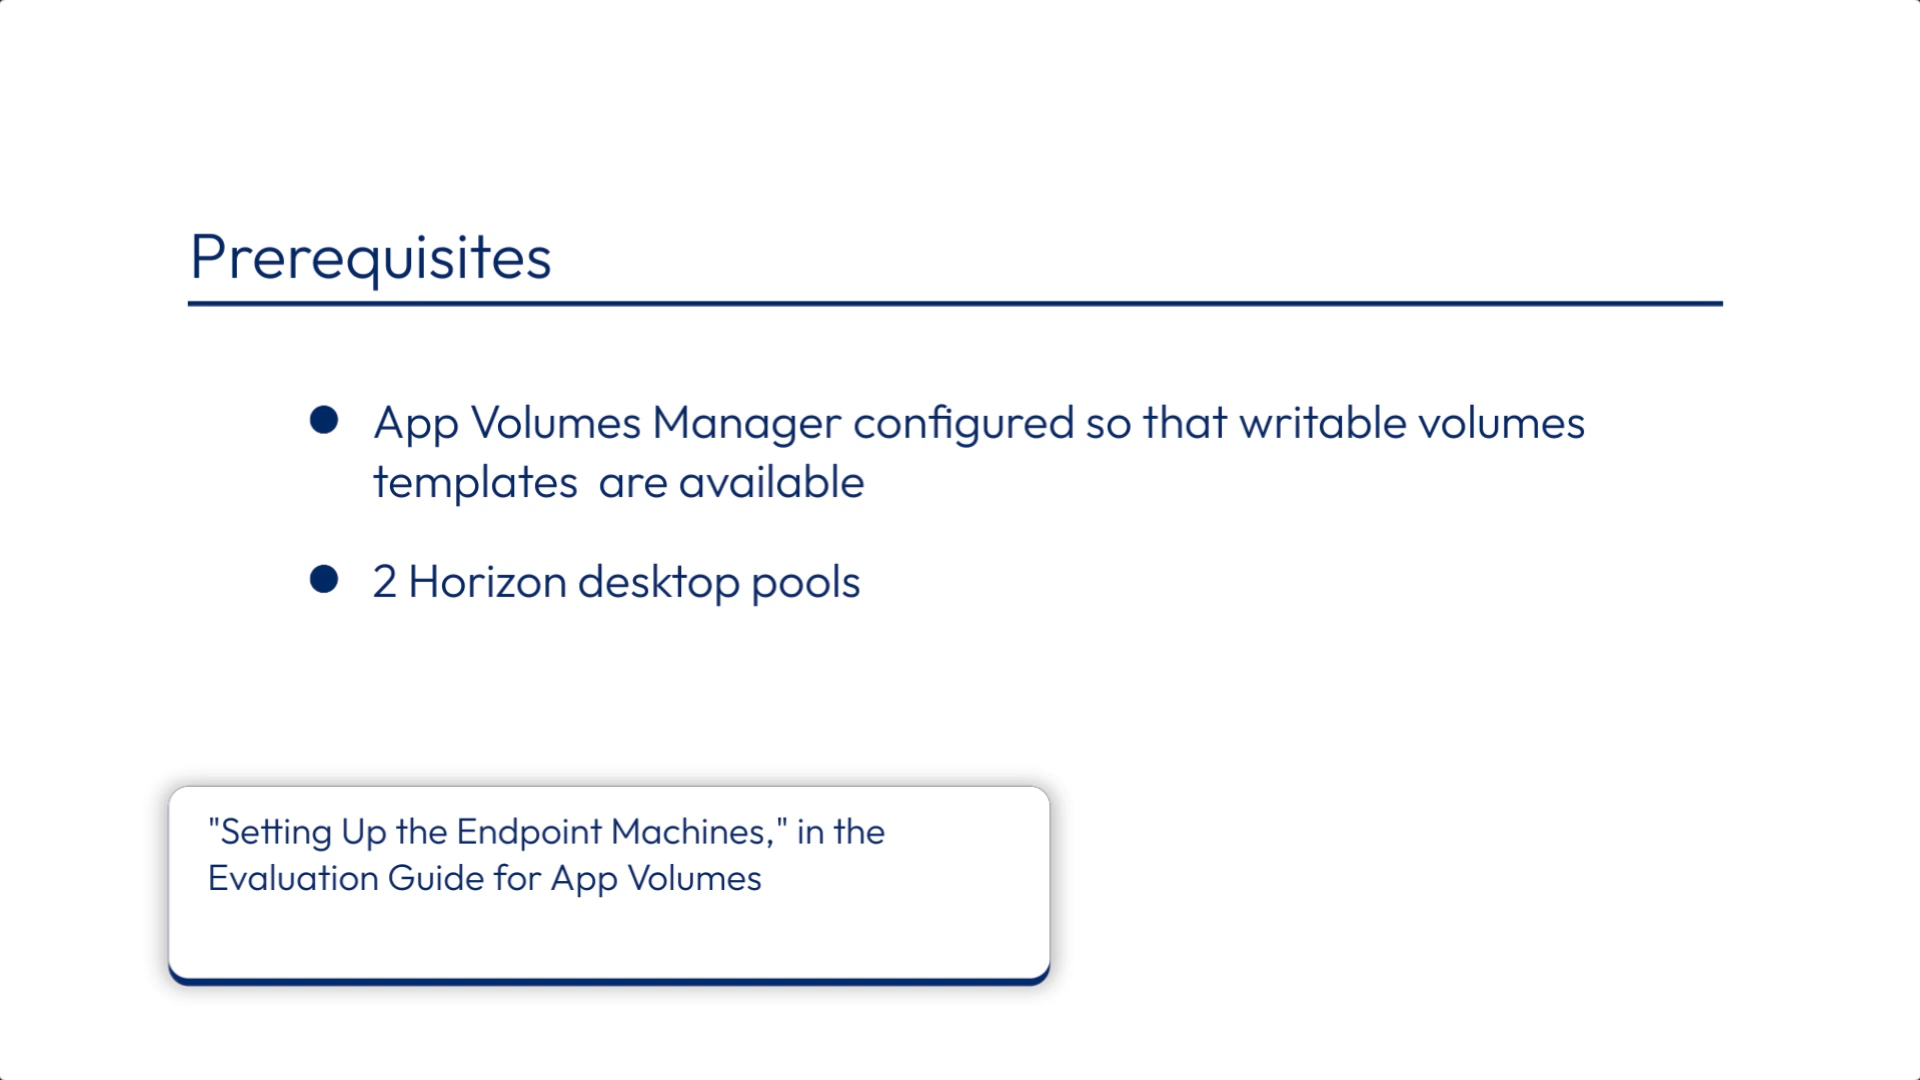 Prerequisites
● App Volumes Manager configured so that writable volumes
templates  are available
● 2 Horizon desktop pools
"Setting Up the Endpoint Machines," in the
Evaluation Guide for App Volumes